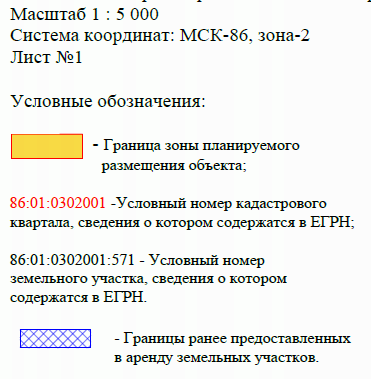 Масштаб 1 : 5 000
Система координат: МСК-86, зона-2
Лист №1
Условные обозначения:
- Граница зоны планируемого
размещения объекта;
86:01:0302001 -Условный номер кадастрового
квартала, сведения о котором содержатся в ЕГРН;
86:01:0302001:571 - Условный номер
земельного участка, сведения о котором
содержатся в ЕГРН.
- Границы ранее предоставленных
в аренду земельных участков.